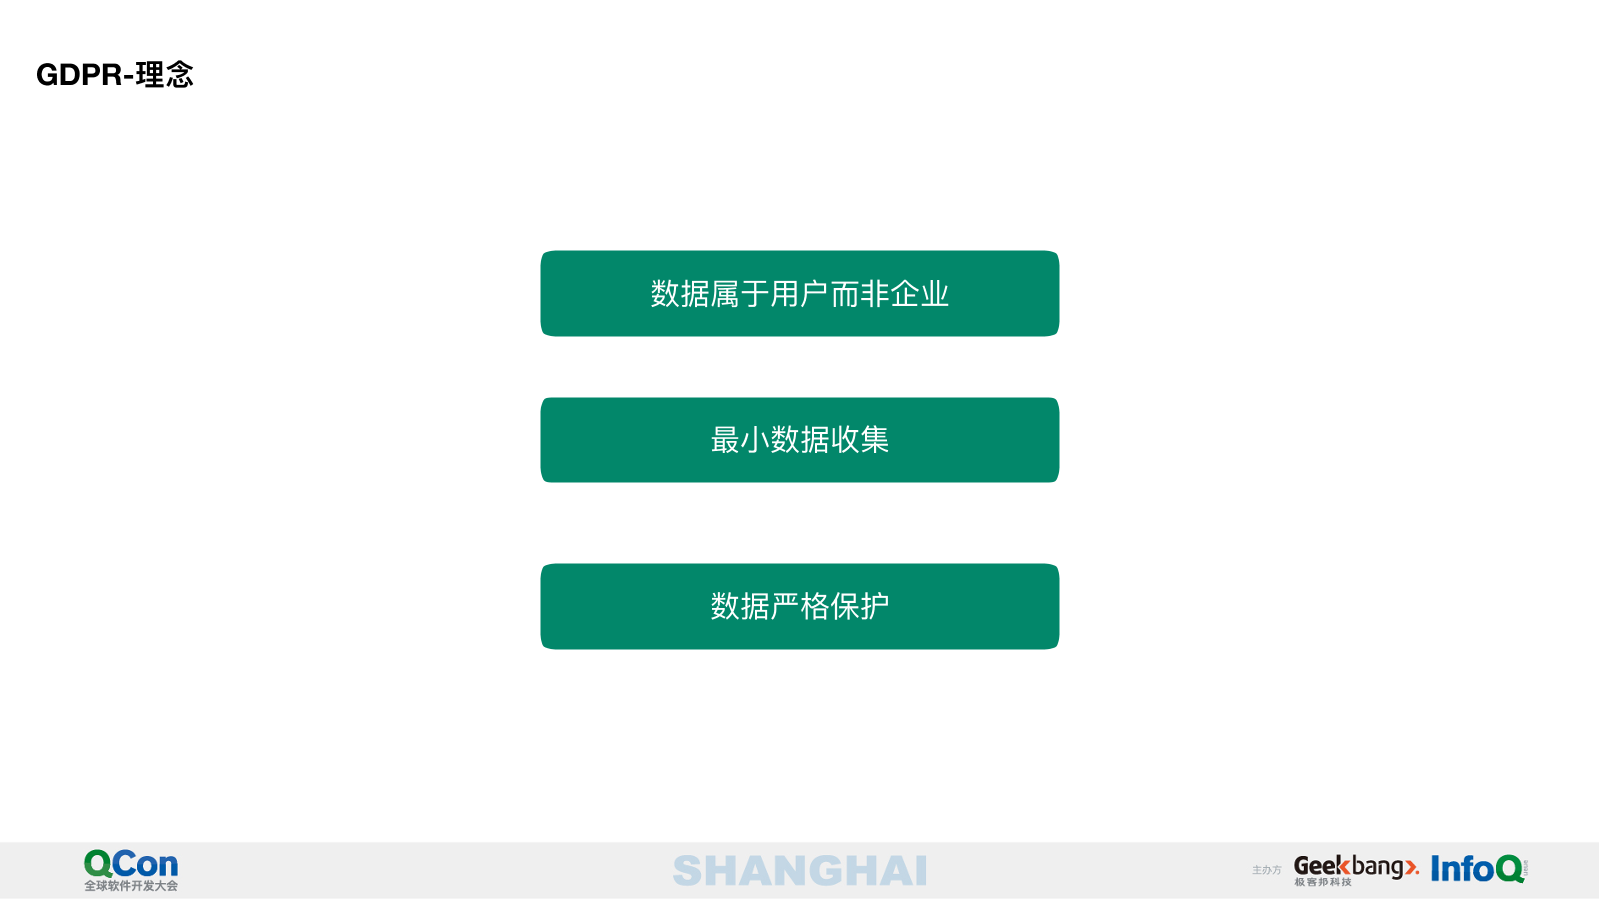 GDPR-理念
数据属于用户而非企业
最小数据收集
数据严格保护
QCon
全球软件开发大会
SHANGHAI
主办方
Geekbang
极客邦科技
InfoQ